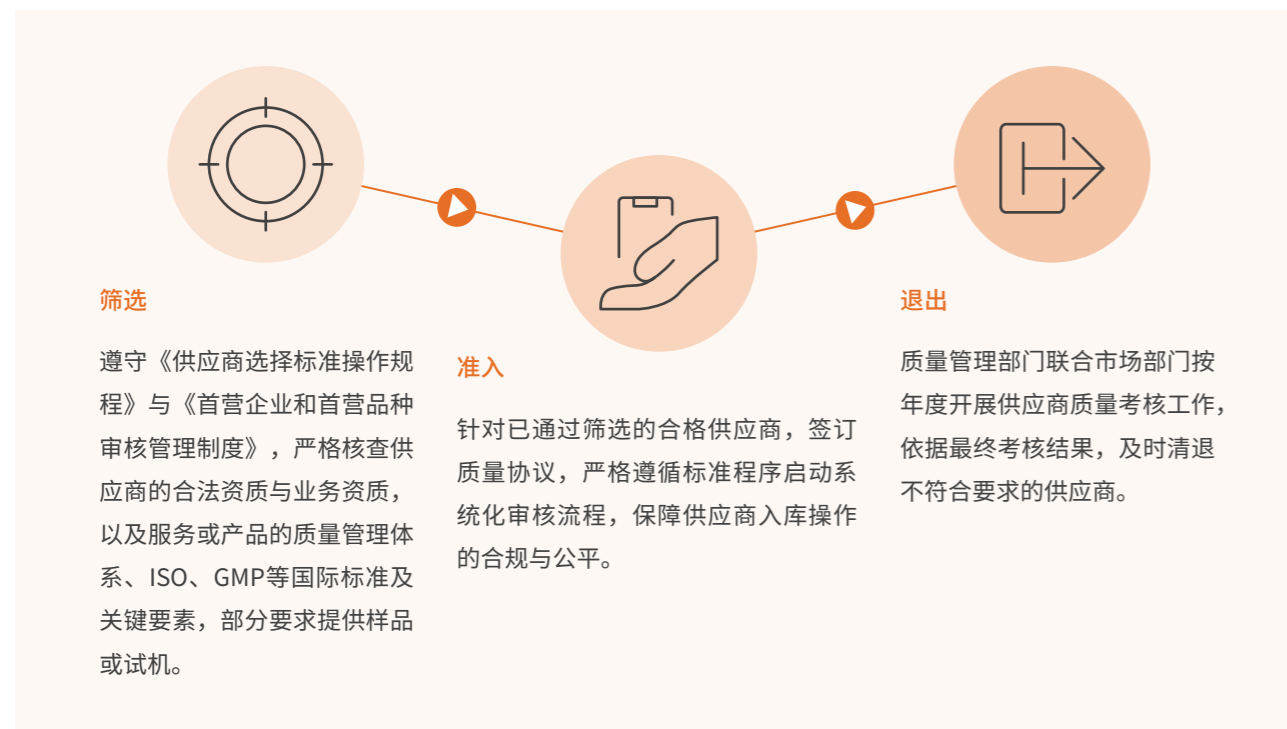 筛选
遵守《供应商选择标准操作规
程》与《首营企业和首营品种
审核管理制度》，严格核查供
应商的合法资质与业务资质，
以及服务或产品的质量管理体
系、ISO、GMP等国际标准及
关键要素，部分要求提供样品
或试机。
准入
针对已通过筛选的合格供应商，签订
质量协议，严格遵循标准程序启动系
统化审核流程，保障供应商入库操作
的合规与公平。
退出
质量管理部门联合市场部门按
年度开展供应商质量考核工作，
依据最终考核结果，及时清退
不符合要求的供应商。